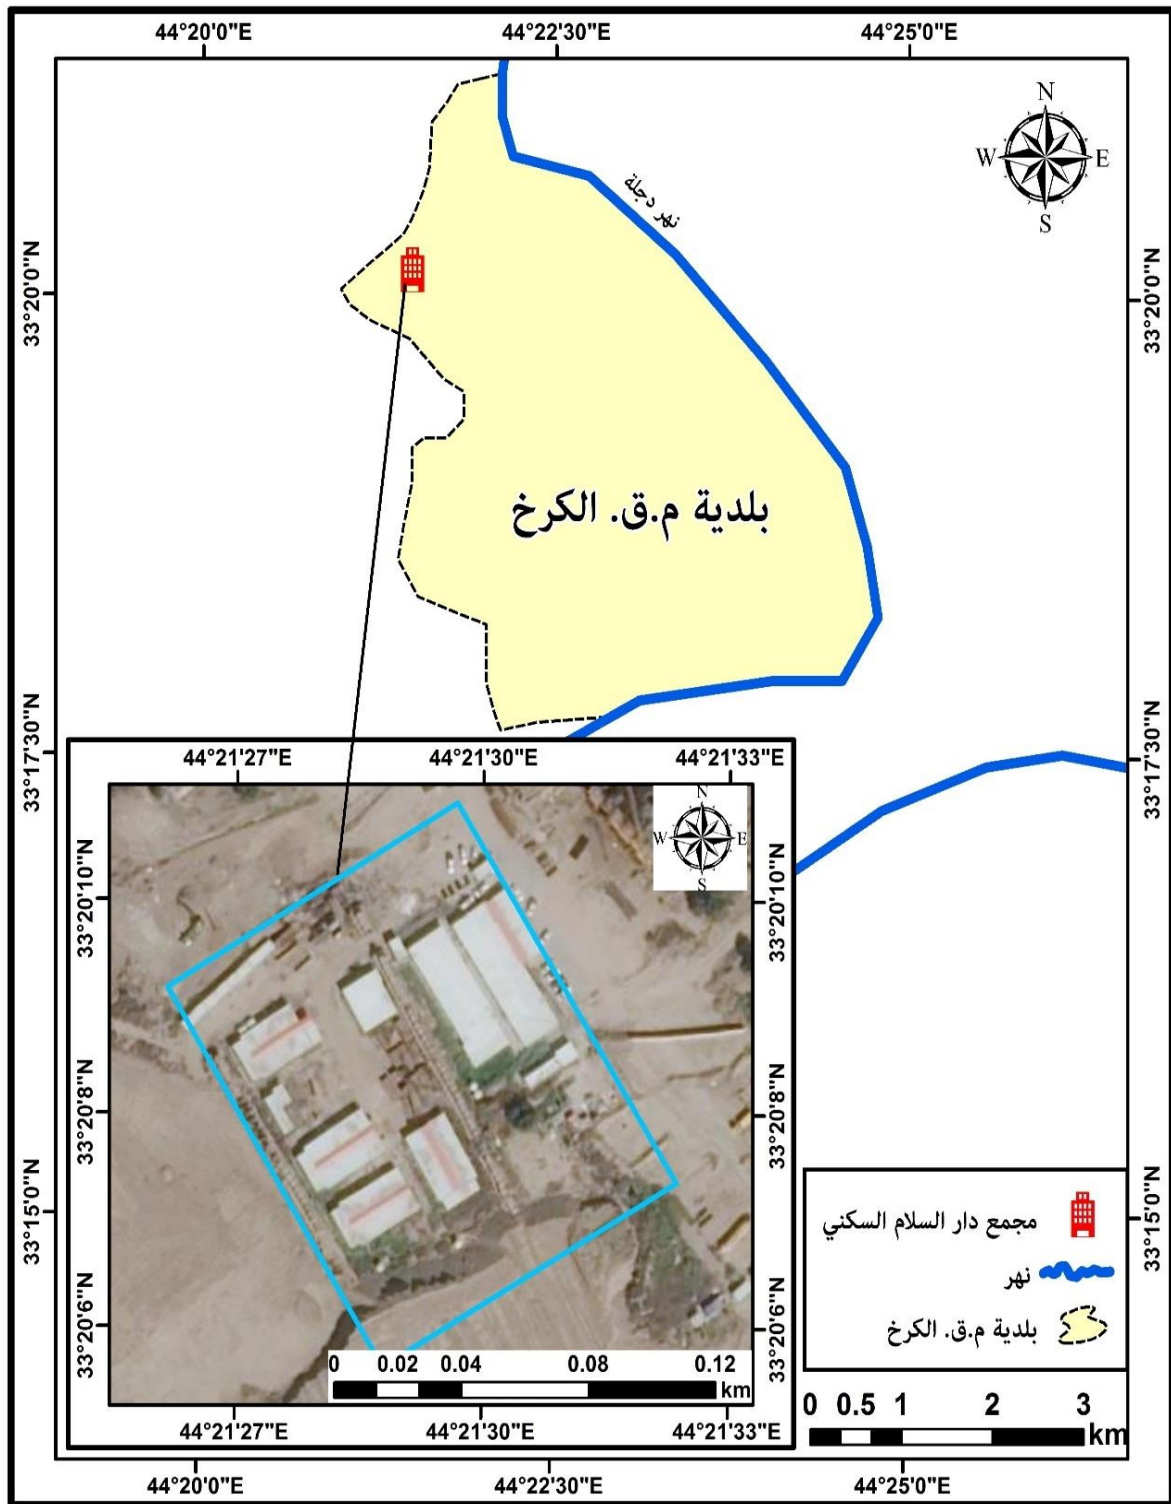 44°20'0"E 44°22'30"E 44°25'0"E
N
W E
S
نهر دجلة
33°20'0"N
33°20'0"N
بلدية م.ق. الكرخ
33°17'30"N
33°17'30"N
44°21'27"E 44°21'30"E 44°21'33"E
N
W E
S
33°20'10"N
33°20'10"N
33°20'8"N
33°20'8"N
33°15'0"N
33°15'0"N
مجمع دار السلام السكني
نهر
بلدية م.ق. الكرخ
33°20'6"N
33°20'6"N
0 0.02 0.04 0.08 0.12
km
0 0.5 1 2 3
km
44°21'27"E 44°21'30"E 44°21'33"E
44°20'0"E 44°22'30"E 44°25'0"E